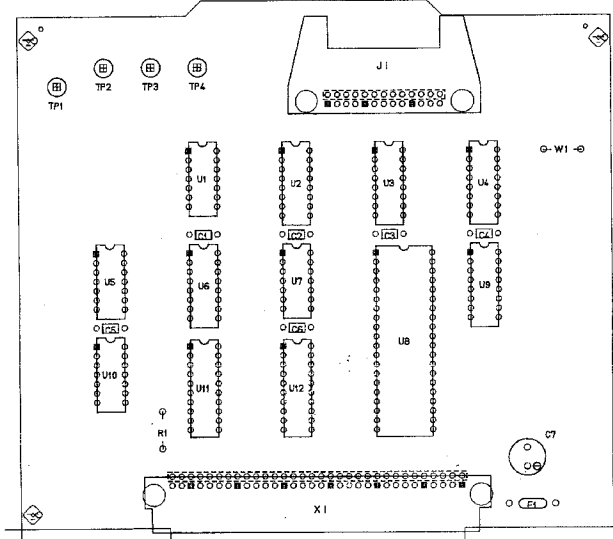 J1
TP2 TP3 TP4
TP1
W1
U1 U2 U3 U4
C1 C2 C3 C4
U5 U6 U7 U8 U9
C5 C6
U10 U11 U12
R1
C7
X1
F1